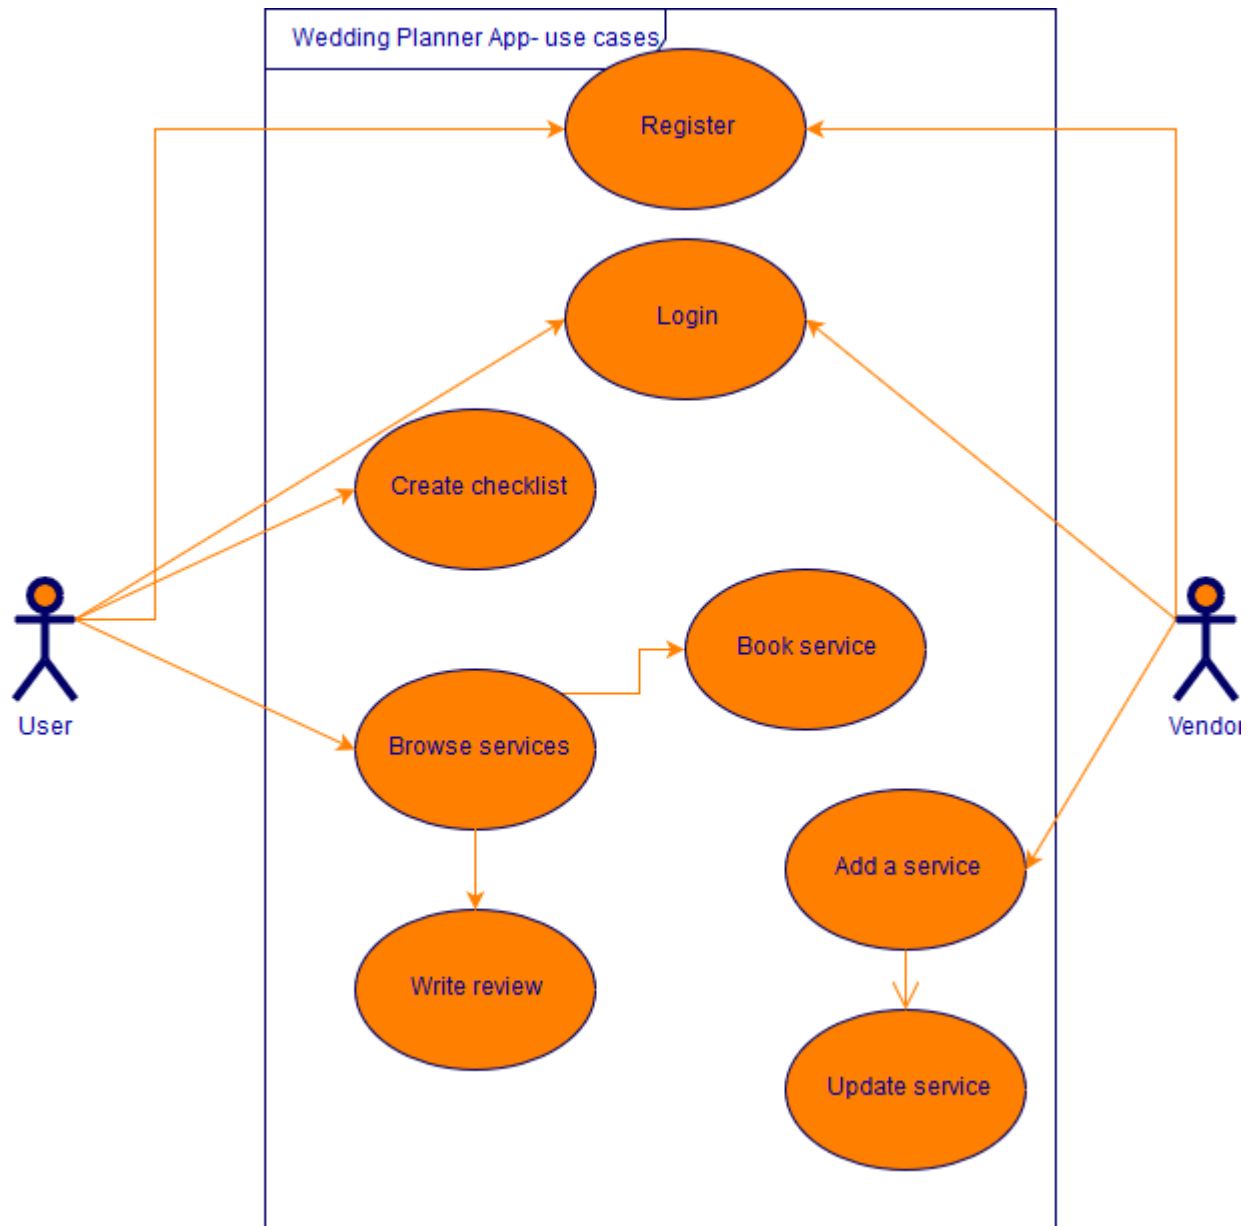 Wedding Planner App- use cases
Register
Login
Create checklist
Book service
User
Vendor
Browse services
Add a service
Write review
Update service